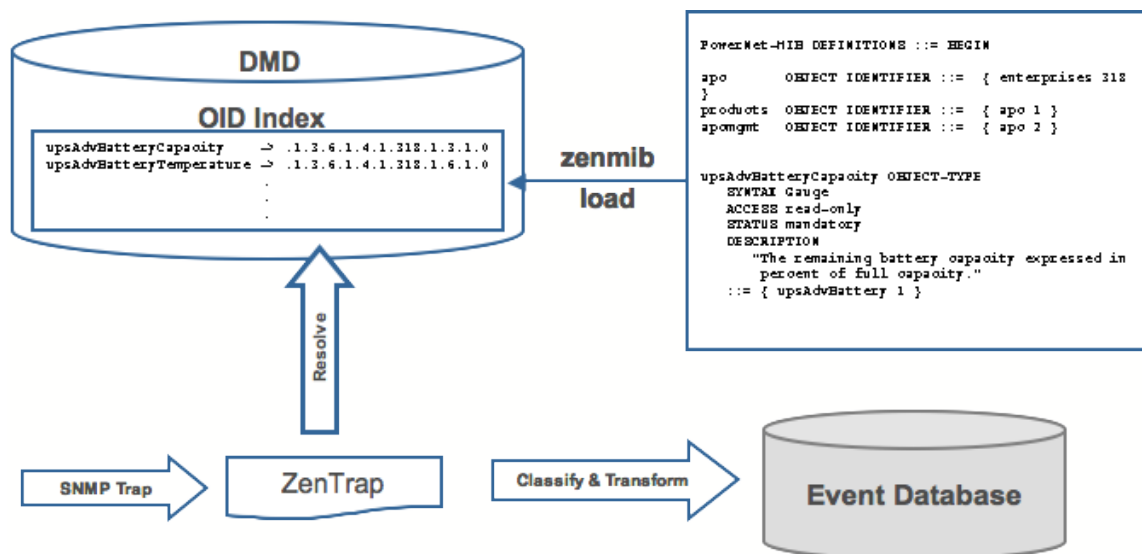 DMD
OID Index
upsAdvBatteryCapacity -> .1.3.6.1.4.1.318.1.3.1.0
upsAdvBatteryTemperature -> .1.3.6.1.4.1.318.1.6.1.0
.
.
.
zenmib
load
PowerNet-MIB DEFINITIONS ::= BEGIN
apc OBJECT IDENTIFIER ::= { enterprises 318
}
products OBJECT IDENTIFIER ::= { apc 1 }
apcmgmt OBJECT IDENTIFIER ::= { apc 2 }
upsAdvBatteryCapacity OBJECT-TYPE
SYNTAX Gauge
ACCESS read-only
STATUS mandatory
DESCRIPTION
"The remaining battery capacity expressed in
percent of full capacity."
::= { upsAdvBattery 1 }
Resolve
SNMP Trap
ZenTrap
Classify & Transform
Event Database